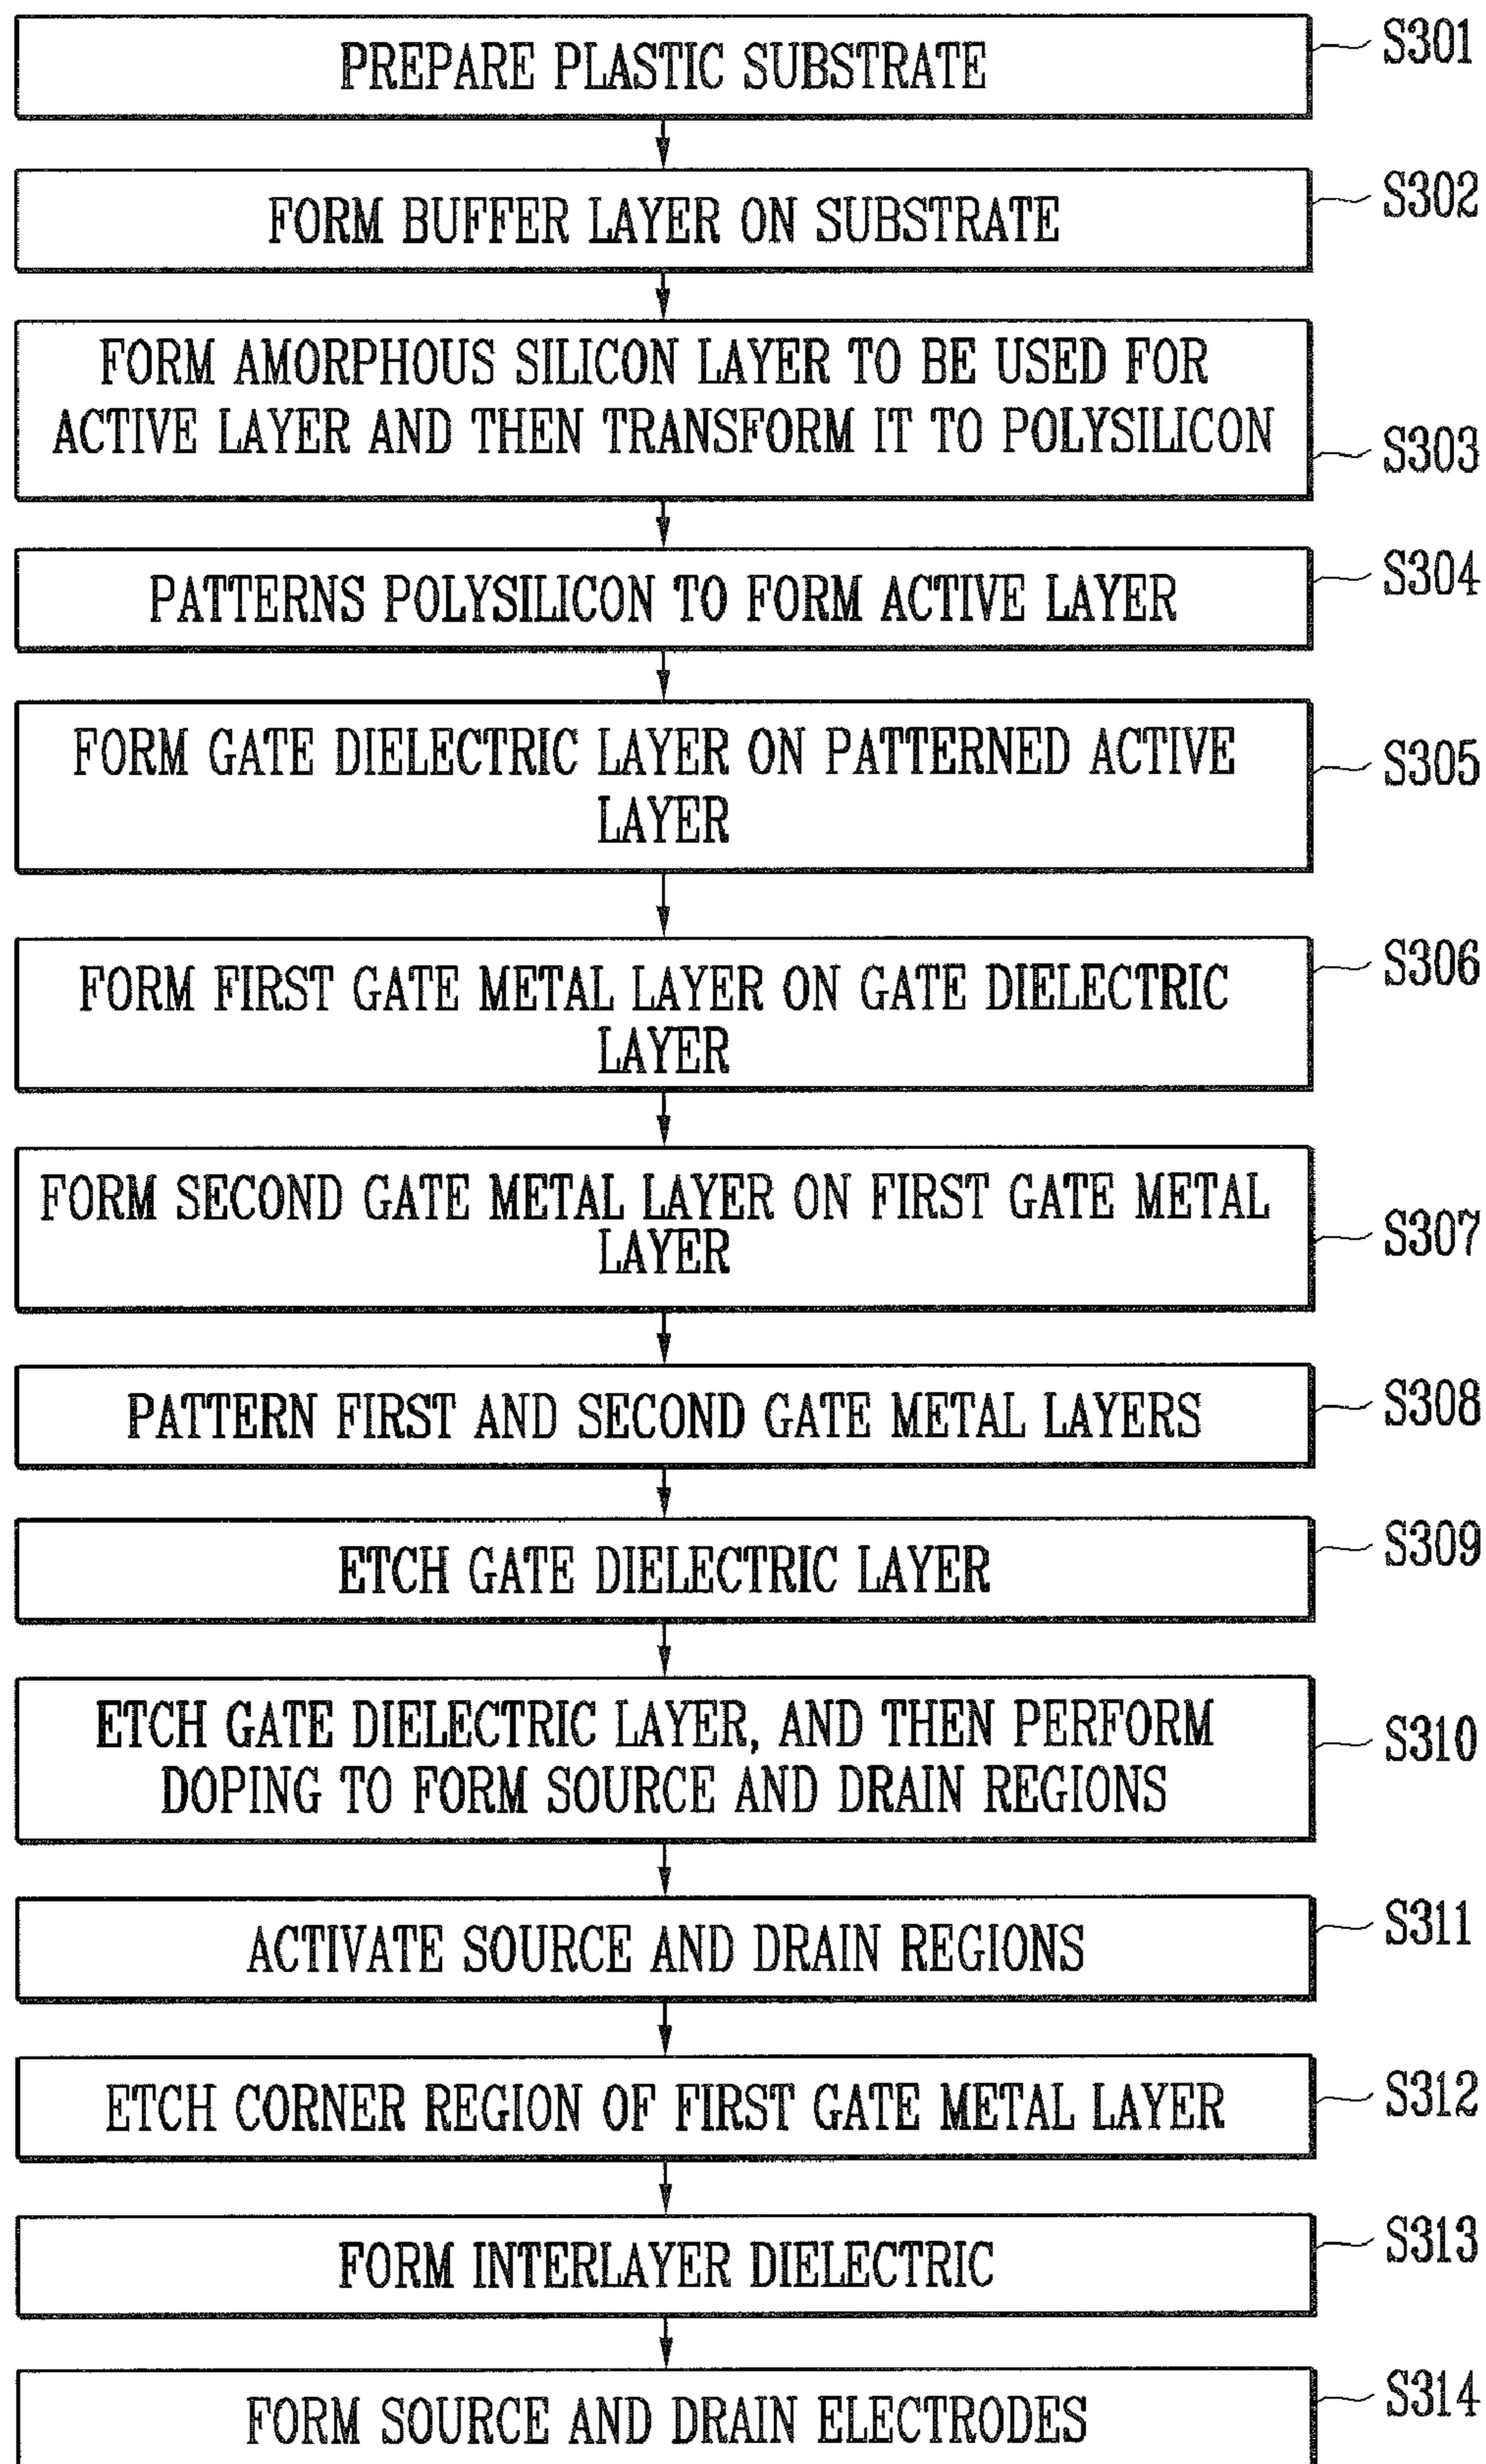 PREPARE PLASTIC SUBSTRATE
S301
FORM BUFFER LAYER ON SUBSTRATE
S302
FORM AMORPHOUS SILICON LAYER TO BE USED FOR
ACTIVE LAYER AND THEN TRANSFORM IT TO POLYSILICON
S303
PATTERNS POLYSILICON TO FORM ACTIVE LAYER
S304
FORM GATE DIELECTRIC LAYER ON PATTERNED ACTIVE
LAYER
S305
FORM FIRST GATE METAL LAYER ON GATE DIELECTRIC
LAYER
S306
FORM SECOND GATE METAL LAYER ON FIRST GATE METAL
LAYER
S307
PATTERN FIRST AND SECOND GATE METAL LAYERS
S308
ETCH GATE DIELECTRIC LAYER
S309
ETCH GATE DIELECTRIC LAYER, AND THEN PERFORM
DOPING TO FORM SOURCE AND DRAIN REGIONS
S310
ACTIVATE SOURCE AND DRAIN REGIONS
S311
ETCH CORNER REGION OF FIRST GATE METAL LAYER
S312
FORM INTERLAYER DIELECTRIC
S313
FORM SOURCE AND DRAIN ELECTRODES
S314